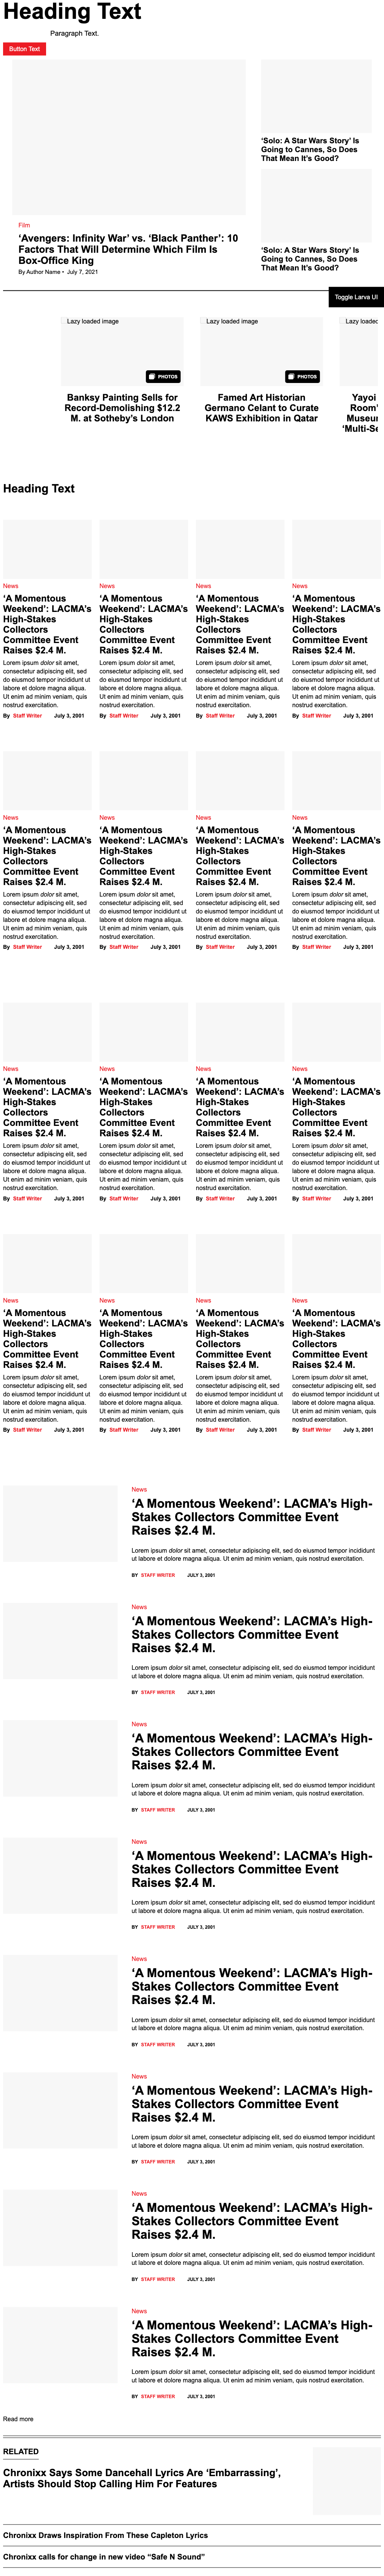 Heading Text
Paragraph Text.
Button Text
Film
‘Avengers: Infinity War’ vs. ‘Black Panther’: 10
Factors That Will Determine Which Film Is
Box-Office King
By Author Name • July 7, 2021
‘Solo: A Star Wars Story’ Is
Going to Cannes, So Does
That Mean It’s Good?
‘Solo: A Star Wars Story’ Is
Going to Cannes, So Does
That Mean It’s Good?
Toggle Larva UI
Lazy loaded image
PHOTOS
Banksy Painting Sells for
Record-Demolishing $12.2
M. at Sotheby’s London
Lazy loaded image
PHOTOS
Famed Art Historian
Germano Celant to Curate
KAWS Exhibition in Qatar
Lazy loaded
Yayoi
Room’
Museum
‘Multi-Se
Heading Text
News
‘A Momentous
Weekend’: LACMA’s
High-Stakes
Collectors
Committee Event
Raises $2.4 M.
Lorem ipsum dolor sit amet,
consectetur adipiscing elit, sed
do eiusmod tempor incididunt ut
labore et dolore magna aliqua.
Ut enim ad minim veniam, quis
nostrud exercitation.
By Staff Writer July 3, 2001
News
‘A Momentous
Weekend’: LACMA’s
High-Stakes
Collectors
Committee Event
Raises $2.4 M.
Lorem ipsum dolor sit amet,
consectetur adipiscing elit, sed
do eiusmod tempor incididunt ut
labore et dolore magna aliqua.
Ut enim ad minim veniam, quis
nostrud exercitation.
By Staff Writer July 3, 2001
News
‘A Momentous
Weekend’: LACMA’s
High-Stakes
Collectors
Committee Event
Raises $2.4 M.
Lorem ipsum dolor sit amet,
consectetur adipiscing elit, sed
do eiusmod tempor incididunt ut
labore et dolore magna aliqua.
Ut enim ad minim veniam, quis
nostrud exercitation.
By Staff Writer July 3, 2001
News
‘A Momentous
Weekend’: LACMA’s
High-Stakes
Collectors
Committee Event
Raises $2.4 M.
Lorem ipsum dolor sit amet,
consectetur adipiscing elit, sed
do eiusmod tempor incididunt ut
labore et dolore magna aliqua.
Ut enim ad minim veniam, quis
nostrud exercitation.
By Staff Writer July 3, 2001
News
‘A Momentous
Weekend’: LACMA’s
High-Stakes
Collectors
Committee Event
Raises $2.4 M.
Lorem ipsum dolor sit amet,
consectetur adipiscing elit, sed
do eiusmod tempor incididunt ut
labore et dolore magna aliqua.
Ut enim ad minim veniam, quis
nostrud exercitation.
By Staff Writer July 3, 2001
News
‘A Momentous
Weekend’: LACMA’s
High-Stakes
Collectors
Committee Event
Raises $2.4 M.
Lorem ipsum dolor sit amet,
consectetur adipiscing elit, sed
do eiusmod tempor incididunt ut
labore et dolore magna aliqua.
Ut enim ad minim veniam, quis
nostrud exercitation.
By Staff Writer July 3, 2001
News
‘A Momentous
Weekend’: LACMA’s
High-Stakes
Collectors
Committee Event
Raises $2.4 M.
Lorem ipsum dolor sit amet,
consectetur adipiscing elit, sed
do eiusmod tempor incididunt ut
labore et dolore magna aliqua.
Ut enim ad minim veniam, quis
nostrud exercitation.
By Staff Writer July 3, 2001
News
‘A Momentous
Weekend’: LACMA’s
High-Stakes
Collectors
Committee Event
Raises $2.4 M.
Lorem ipsum dolor sit amet,
consectetur adipiscing elit, sed
do eiusmod tempor incididunt ut
labore et dolore magna aliqua.
Ut enim ad minim veniam, quis
nostrud exercitation.
By Staff Writer July 3, 2001
News
‘A Momentous
Weekend’: LACMA’s
High-Stakes
Collectors
Committee Event
Raises $2.4 M.
Lorem ipsum dolor sit amet,
consectetur adipiscing elit, sed
do eiusmod tempor incididunt ut
labore et dolore magna aliqua.
Ut enim ad minim veniam, quis
nostrud exercitation.
By Staff Writer July 3, 2001
News
‘A Momentous
Weekend’: LACMA’s
High-Stakes
Collectors
Committee Event
Raises $2.4 M.
Lorem ipsum dolor sit amet,
consectetur adipiscing elit, sed
do eiusmod tempor incididunt ut
labore et dolore magna aliqua.
Ut enim ad minim veniam, quis
nostrud exercitation.
By Staff Writer July 3, 2001
News
‘A Momentous
Weekend’: LACMA’s
High-Stakes
Collectors
Committee Event
Raises $2.4 M.
Lorem ipsum dolor sit amet,
consectetur adipiscing elit, sed
do eiusmod tempor incididunt ut
labore et dolore magna aliqua.
Ut enim ad minim veniam, quis
nostrud exercitation.
By Staff Writer July 3, 2001
News
‘A Momentous
Weekend’: LACMA’s
High-Stakes
Collectors
Committee Event
Raises $2.4 M.
Lorem ipsum dolor sit amet,
consectetur adipiscing elit, sed
do eiusmod tempor incididunt ut
labore et dolore magna aliqua.
Ut enim ad minim veniam, quis
nostrud exercitation.
By Staff Writer July 3, 2001
News
‘A Momentous
Weekend’: LACMA’s
High-Stakes
Collectors
Committee Event
Raises $2.4 M.
Lorem ipsum dolor sit amet,
consectetur adipiscing elit, sed
do eiusmod tempor incididunt ut
labore et dolore magna aliqua.
Ut enim ad minim veniam, quis
nostrud exercitation.
By Staff Writer July 3, 2001
News
‘A Momentous
Weekend’: LACMA’s
High-Stakes
Collectors
Committee Event
Raises $2.4 M.
Lorem ipsum dolor sit amet,
consectetur adipiscing elit, sed
do eiusmod tempor incididunt ut
labore et dolore magna aliqua.
Ut enim ad minim veniam, quis
nostrud exercitation.
By Staff Writer July 3, 2001
News
‘A Momentous
Weekend’: LACMA’s
High-Stakes
Collectors
Committee Event
Raises $2.4 M.
Lorem ipsum dolor sit amet,
consectetur adipiscing elit, sed
do eiusmod tempor incididunt ut
labore et dolore magna aliqua.
Ut enim ad minim veniam, quis
nostrud exercitation.
By Staff Writer July 3, 2001
News
‘A Momentous
Weekend’: LACMA’s
High-Stakes
Collectors
Committee Event
Raises $2.4 M.
Lorem ipsum dolor sit amet,
consectetur adipiscing elit, sed
do eiusmod tempor incididunt ut
labore et dolore magna aliqua.
Ut enim ad minim veniam, quis
nostrud exercitation.
By Staff Writer July 3, 2001
News
‘A Momentous Weekend’: LACMA’s High-
Stakes Collectors Committee Event
Raises $2.4 M.
Lorem ipsum dolor sit amet, consectetur adipiscing elit, sed do eiusmod tempor incididunt
ut labore et dolore magna aliqua. Ut enim ad minim veniam, quis nostrud exercitation.
BY STAFF WRITER JULY 3, 2001
News
‘A Momentous Weekend’: LACMA’s High-
Stakes Collectors Committee Event
Raises $2.4 M.
Lorem ipsum dolor sit amet, consectetur adipiscing elit, sed do eiusmod tempor incididunt
ut labore et dolore magna aliqua. Ut enim ad minim veniam, quis nostrud exercitation.
BY STAFF WRITER JULY 3, 2001
News
‘A Momentous Weekend’: LACMA’s High-
Stakes Collectors Committee Event
Raises $2.4 M.
Lorem ipsum dolor sit amet, consectetur adipiscing elit, sed do eiusmod tempor incididunt
ut labore et dolore magna aliqua. Ut enim ad minim veniam, quis nostrud exercitation.
BY STAFF WRITER JULY 3, 2001
News
‘A Momentous Weekend’: LACMA’s High-
Stakes Collectors Committee Event
Raises $2.4 M.
Lorem ipsum dolor sit amet, consectetur adipiscing elit, sed do eiusmod tempor incididunt
ut labore et dolore magna aliqua. Ut enim ad minim veniam, quis nostrud exercitation.
BY STAFF WRITER JULY 3, 2001
News
‘A Momentous Weekend’: LACMA’s High-
Stakes Collectors Committee Event
Raises $2.4 M.
Lorem ipsum dolor sit amet, consectetur adipiscing elit, sed do eiusmod tempor incididunt
ut labore et dolore magna aliqua. Ut enim ad minim veniam, quis nostrud exercitation.
BY STAFF WRITER JULY 3, 2001
News
‘A Momentous Weekend’: LACMA’s High-
Stakes Collectors Committee Event
Raises $2.4 M.
Lorem ipsum dolor sit amet, consectetur adipiscing elit, sed do eiusmod tempor incididunt
ut labore et dolore magna aliqua. Ut enim ad minim veniam, quis nostrud exercitation.
BY STAFF WRITER JULY 3, 2001
News
‘A Momentous Weekend’: LACMA’s High-
Stakes Collectors Committee Event
Raises $2.4 M.
Lorem ipsum dolor sit amet, consectetur adipiscing elit, sed do eiusmod tempor incididunt
ut labore et dolore magna aliqua. Ut enim ad minim veniam, quis nostrud exercitation.
BY STAFF WRITER JULY 3, 2001
News
‘A Momentous Weekend’: LACMA’s High-
Stakes Collectors Committee Event
Raises $2.4 M.
Lorem ipsum dolor sit amet, consectetur adipiscing elit, sed do eiusmod tempor incididunt
ut labore et dolore magna aliqua. Ut enim ad minim veniam, quis nostrud exercitation.
BY STAFF WRITER JULY 3, 2001
Read more
RELATED
Chronixx Says Some Dancehall Lyrics Are ‘Embarrassing’,
Artists Should Stop Calling Him For Features
Chronixx Draws Inspiration From These Capleton Lyrics
Chronixx calls for change in new video “Safe N Sound”